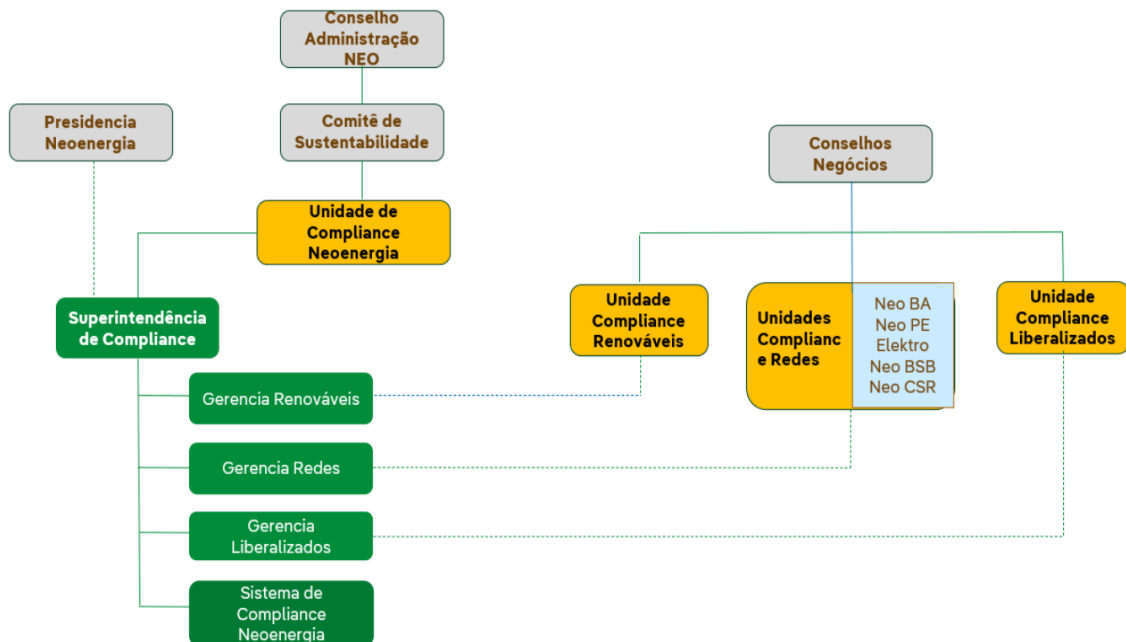 Conselho
Administração
NEO
Presidencia
Neoenergia
Comitê de
Sustentabilidade
Conselhos
Negócios
Unidade de
Compliance
Neoenergia
Superintendência
de Compliance
Unidade
Compliance
Renováveis
Unidades
Complianc
e Redes
Neo BA
Neo PE
Elektro
Neo BSB
Neo CSR
Unidade
Compliance
Liberalizados
Gerencia Renováveis
Gerencia Redes
Gerencia
Liberalizados
Sistema de
Compliance
Neoenergia